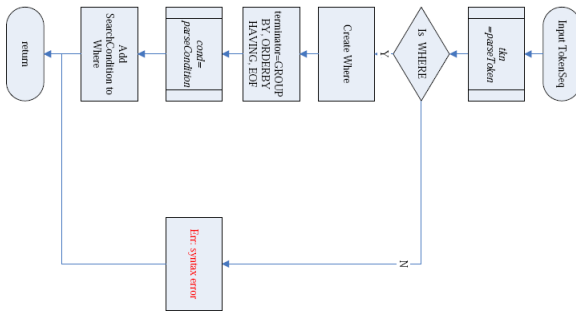 Input TokenSeq
tkn
=parseToken
Is WHERE
Y
N
Create Where
terminator=GROUP
BY, ORDERBY
HAVING, EOF
cond=
parseCondition
Add
SearchCondition to
Where
Err: syntax error
return